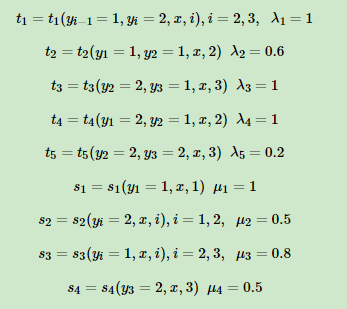 t₁ = t₁(yᵢ₋₁ = 1, yᵢ = 2, x, i), i = 2, 3,  λ₁ = 1
t₂ = t₂(y₁ = 1, y₂ = 1, x, 2)  λ₂ = 0.6
t₃ = t₃(y₂ = 2, y₃ = 1, x, 3)  λ₃ = 1
t₄ = t₄(y₁ = 2, y₂ = 1, x, 2)  λ₄ = 1
t₅ = t₅(y₂ = 2, y₃ = 2, x, 3)  λ₅ = 0.2
s₁ = s₁(y₁ = 1, x, 1)  μ₁ = 1
s₂ = s₂(yᵢ = 2, x, i), i = 1, 2,  μ₂ = 0.5
s₃ = s₃(yᵢ = 1, x, i), i = 2, 3,  μ₃ = 0.8
s₄ = s₄(y₃ = 2, x, 3)  μ₄ = 0.5